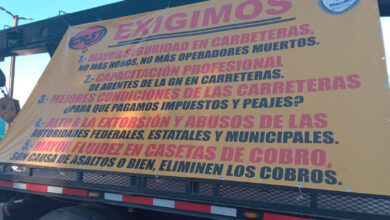 EXIGIMOS
1.- MAYOR SEGURIDAD EN CARRETERAS,
NO MÁS ROBOS. NO MÁS OPERADORES MUERTOS.
2.- CAPACITACIÓN PROFESIONAL
DE AGENTES DE LA GN EN CARRETERAS.
3.- MEJORES CONDICIONES DE LAS CARRETERAS
¿PARA QUE PAGAMOS IMPUESTOS Y PEAJES?
4.- ALTO A LA EXTORSIÓN Y ABUSOS DE LAS
AUTORIDADES FEDERALES, ESTATALES Y MUNICIPALES.
5.- MAYOR FLUIDEZ EN CASETAS DE COBRO,
SON CAUSA DE ASALTOS O BIEN, ELIMINEN LOS COBROS.